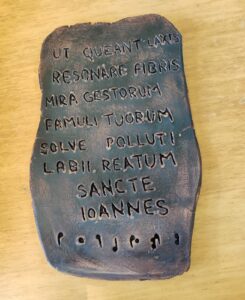 UT QUEANT LAXIS
RESONARE FIBRIS
MIRA GESTORUM
FAMULI TUORUM
SOLVE POLLUTI
LABII REATUM
SANCTE
IOANNES